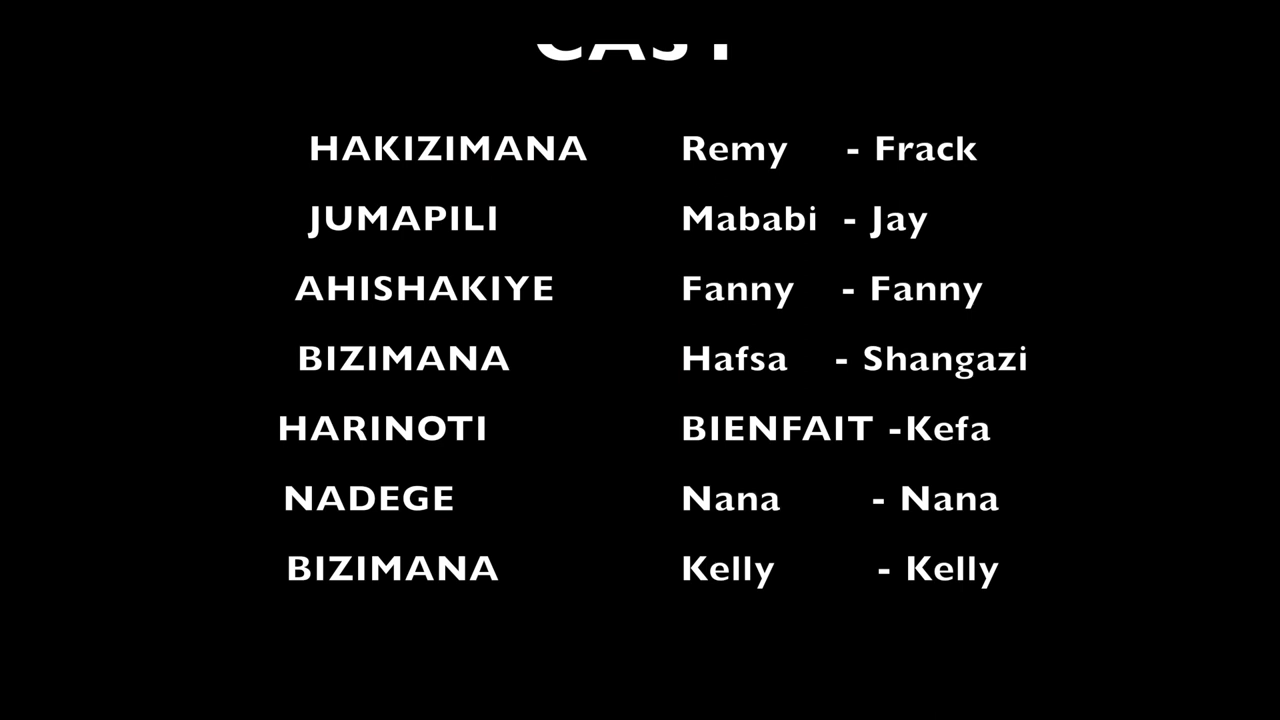 CAST
HAKIZIMANA Remy - Frack
JUMAPILI Mababi - Jay
AHISHAKIYE Fanny - Fanny
BIZIMANA Hafsa - Shangazi
HARINOTI BIENFAIT -Kefa
NADEGE Nana - Nana
BIZIMANA Kelly - Kelly